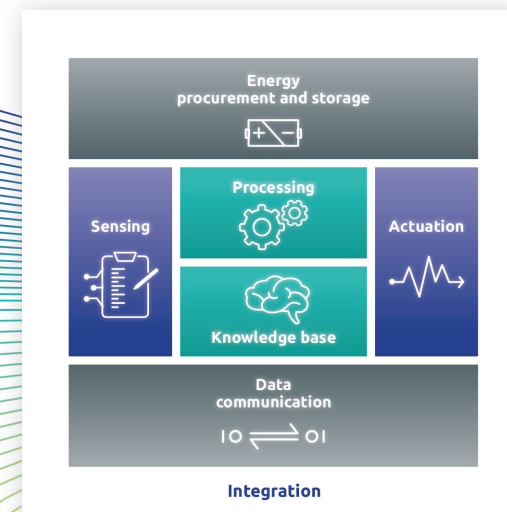 Energy
procurement and storage
Sensing
Processing
Actuation
Knowledge base
Data
communication
IO OI
Integration